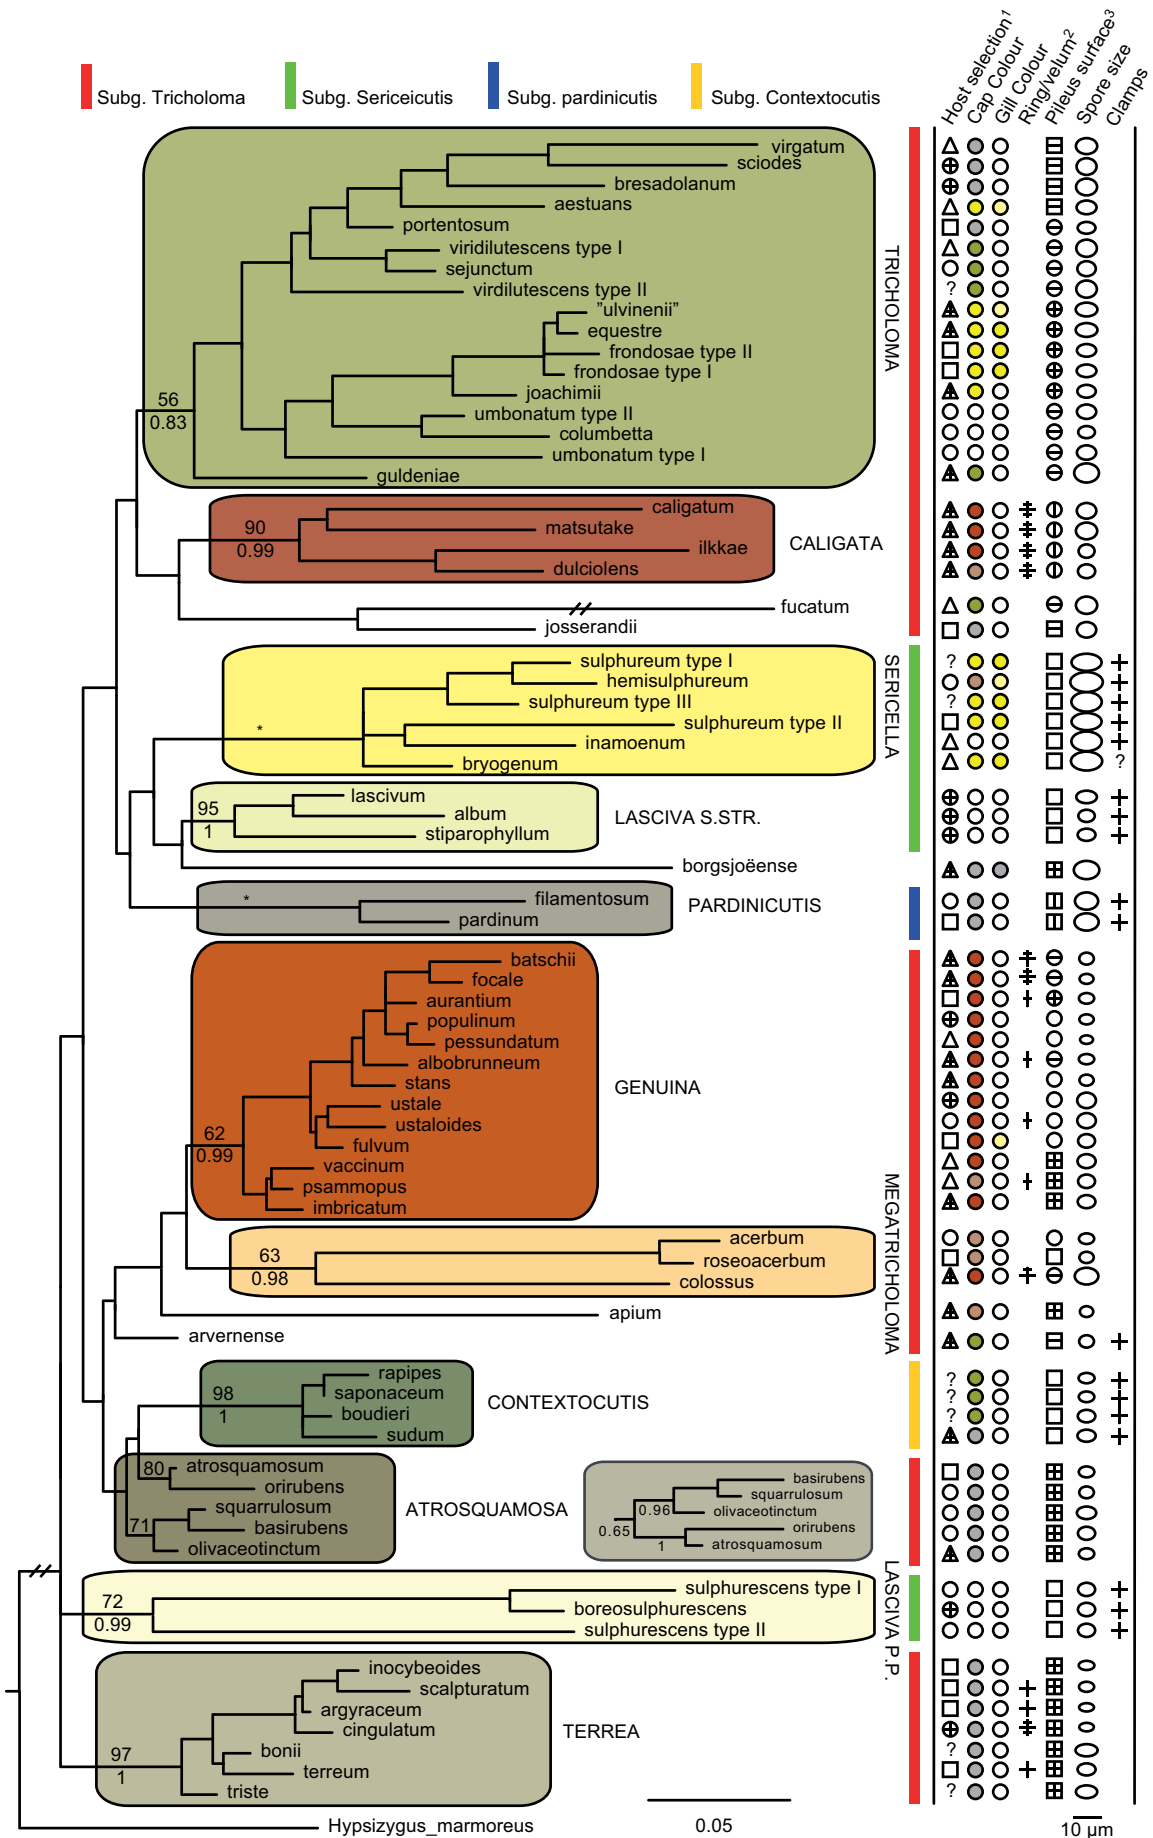 Subg. Tricholoma
Subg. Sericeicutis
Subg. pardinicutis
Subg. Contextocutis
Host selection1
Cap Colour
Gill Colour
Ring/velum2
Pileus surface3
Spore size
Clamps
virgatum
sciodes
bresadolanum
aestuans
portentosum
viridilutescens type I
sejunctum
virdilutescens type II
?
"ulvinenii"
equestre
frondosae type II
frondosae type I
joachimii
umbonatum type II
columbetta
umbonatum type I
guldeniae
56
0.83
TRICHOLOMA
caligatum
matsutake
ilkkae
dulciolens
90
0.99
CALIGATA
fucatum
josserandii
sulphureum type I
?
hemisulphureum
sulphureum type III
?
sulphureum type II
inamoenum
bryogenum
?
*
SERICELLA
lascivum
album
stiparophyllum
95
1
LASCIVA S.STR.
borgsjoëense
filamentosum
pardinum
*
PARDINICUTIS
batschii
focale
aurantium
populinum
pessundatum
albobrunneum
stans
ustale
ustaloides
fulvum
vaccinum
psammopus
imbricatum
62
0.99
GENUINA
acerbum
roseoacerbum
colossus
63
0.98
apium
arvernense
MEGATRICHOLOMA
rapipes
?
saponaceum
?
boudieri
?
sudum
98
1
CONTEXTOCUTIS
atrosquamosum
orirubens
squarrulosum
basirubens
olivaceotinctum
80
71
ATROSQUAMOSA
basirubens
squarrulosum
olivaceotinctum
orirubens
atrosquamosum
0.96
0.65
1
sulphurescens type I
boreosulphurescens
sulphurescens type II
72
0.99
LASCIVA P.P.
inocybeoides
scalpturatum
argyraceum
cingulatum
bonii
?
terreum
triste
?
97
1
TERREA
Hypsizygus_marmoreus
0.05
10 µm